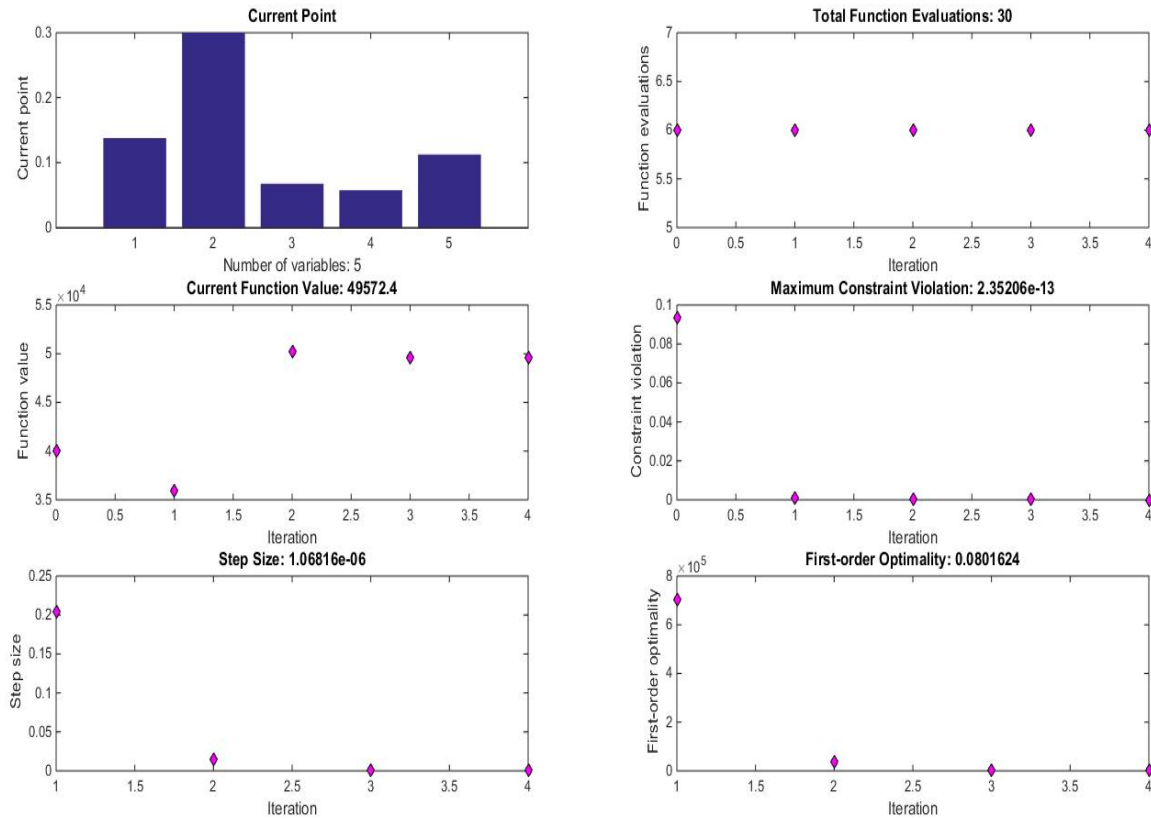 Current Point
0.3
0.2
0.1
0
Current point
1 2 3 4 5
Number of variables: 5
Total Function Evaluations: 30
7
6.5
6
5.5
5
Function evaluations
0 0.5 1 1.5 2 2.5 3 3.5 4
Iteration
Current Function Value: 49572.4
×10^4
5.5
5
4.5
4
3.5
Function value
0 0.5 1 1.5 2 2.5 3 3.5 4
Iteration
Maximum Constraint Violation: 2.35206e-13
0.1
0.08
0.06
0.04
0.02
0
Constraint violation
0 0.5 1 1.5 2 2.5 3 3.5 4
Iteration
Step Size: 1.06816e-06
0.25
0.2
0.15
0.1
0.05
0
Step size
1 1.5 2 2.5 3 3.5 4
Iteration
First-order Optimality: 0.0801624
×10^5
8
6
4
2
0
First-order optimality
1 1.5 2 2.5 3 3.5 4
Iteration